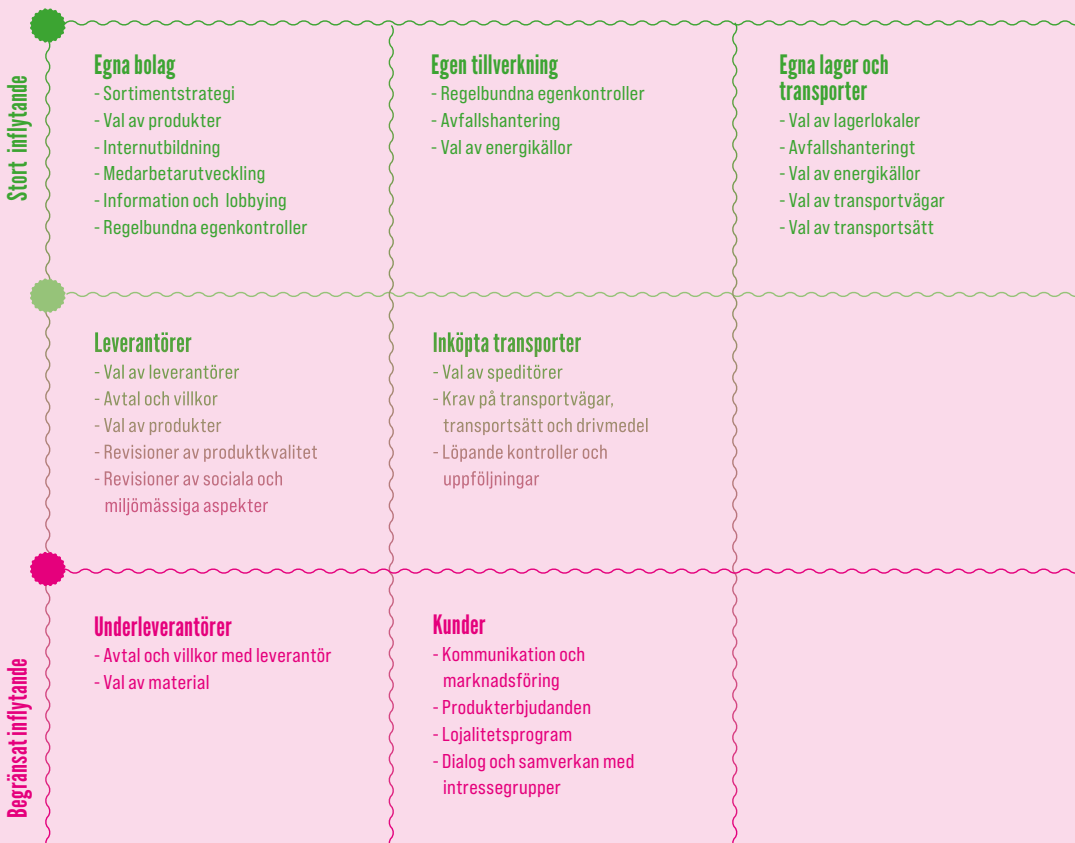 Stort inflytande
Egna bolag
- Sortimentstrategi
- Val av produkter
- Internutbildning
- Medarbetarutveckling
- Information och lobbying
- Regelbundna egenkontroller
Egen tillverkning
- Regelbundna egenkontroller
- Avfallshantering
- Val av energikällor
Egna lager och
transporter
- Val av lagerlokaler
- Avfallshanteringt
- Val av energikällor
- Val av transportvägar
- Val av transportsätt
Leverantörer
- Val av leverantörer
- Avtal och villkor
- Val av produkter
- Revisioner av produktkvalitet
- Revisioner av sociala och
miljömässiga aspekter
Inköpta transporter
- Val av speditörer
- Krav på transportvägar,
transportsätt och drivmedel
- Löpande kontroller och
uppföljningar
Begränsat inflytande
Underleverantörer
- Avtal och villkor med leverantör
- Val av material
Kunder
- Kommunikation och
marknadsföring
- Produkterbjudanden
- Lojalitetsprogram
- Dialog och samverkan med
intressegrupper